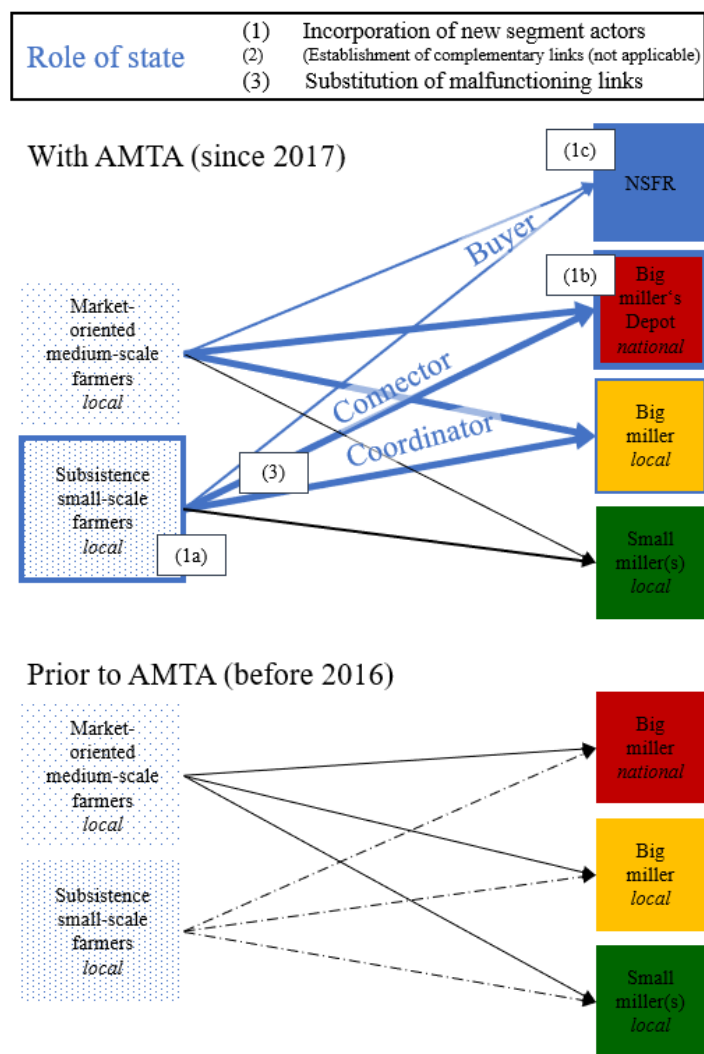 Role of state
(1) Incorporation of new segment actors
(2) (Establishment of complementary links (not applicable)
(3) Substitution of malfunctioning links
With AMTA (since 2017)
(1c)
NSFR
Buyer
(1b)
Big
miller's
Depot
national
Market-
oriented
medium-scale
farmers
local
Connector
Coordinator
Big
miller
local
Subsistence
small-scale
farmers
local
(3)
(1a)
Small
miller(s)
local
Prior to AMTA (before 2016)
Market-
oriented
medium-scale
farmers
local
Big
miller
national
Subsistence
small-scale
farmers
local
Big
miller
local
Small
miller(s)
local